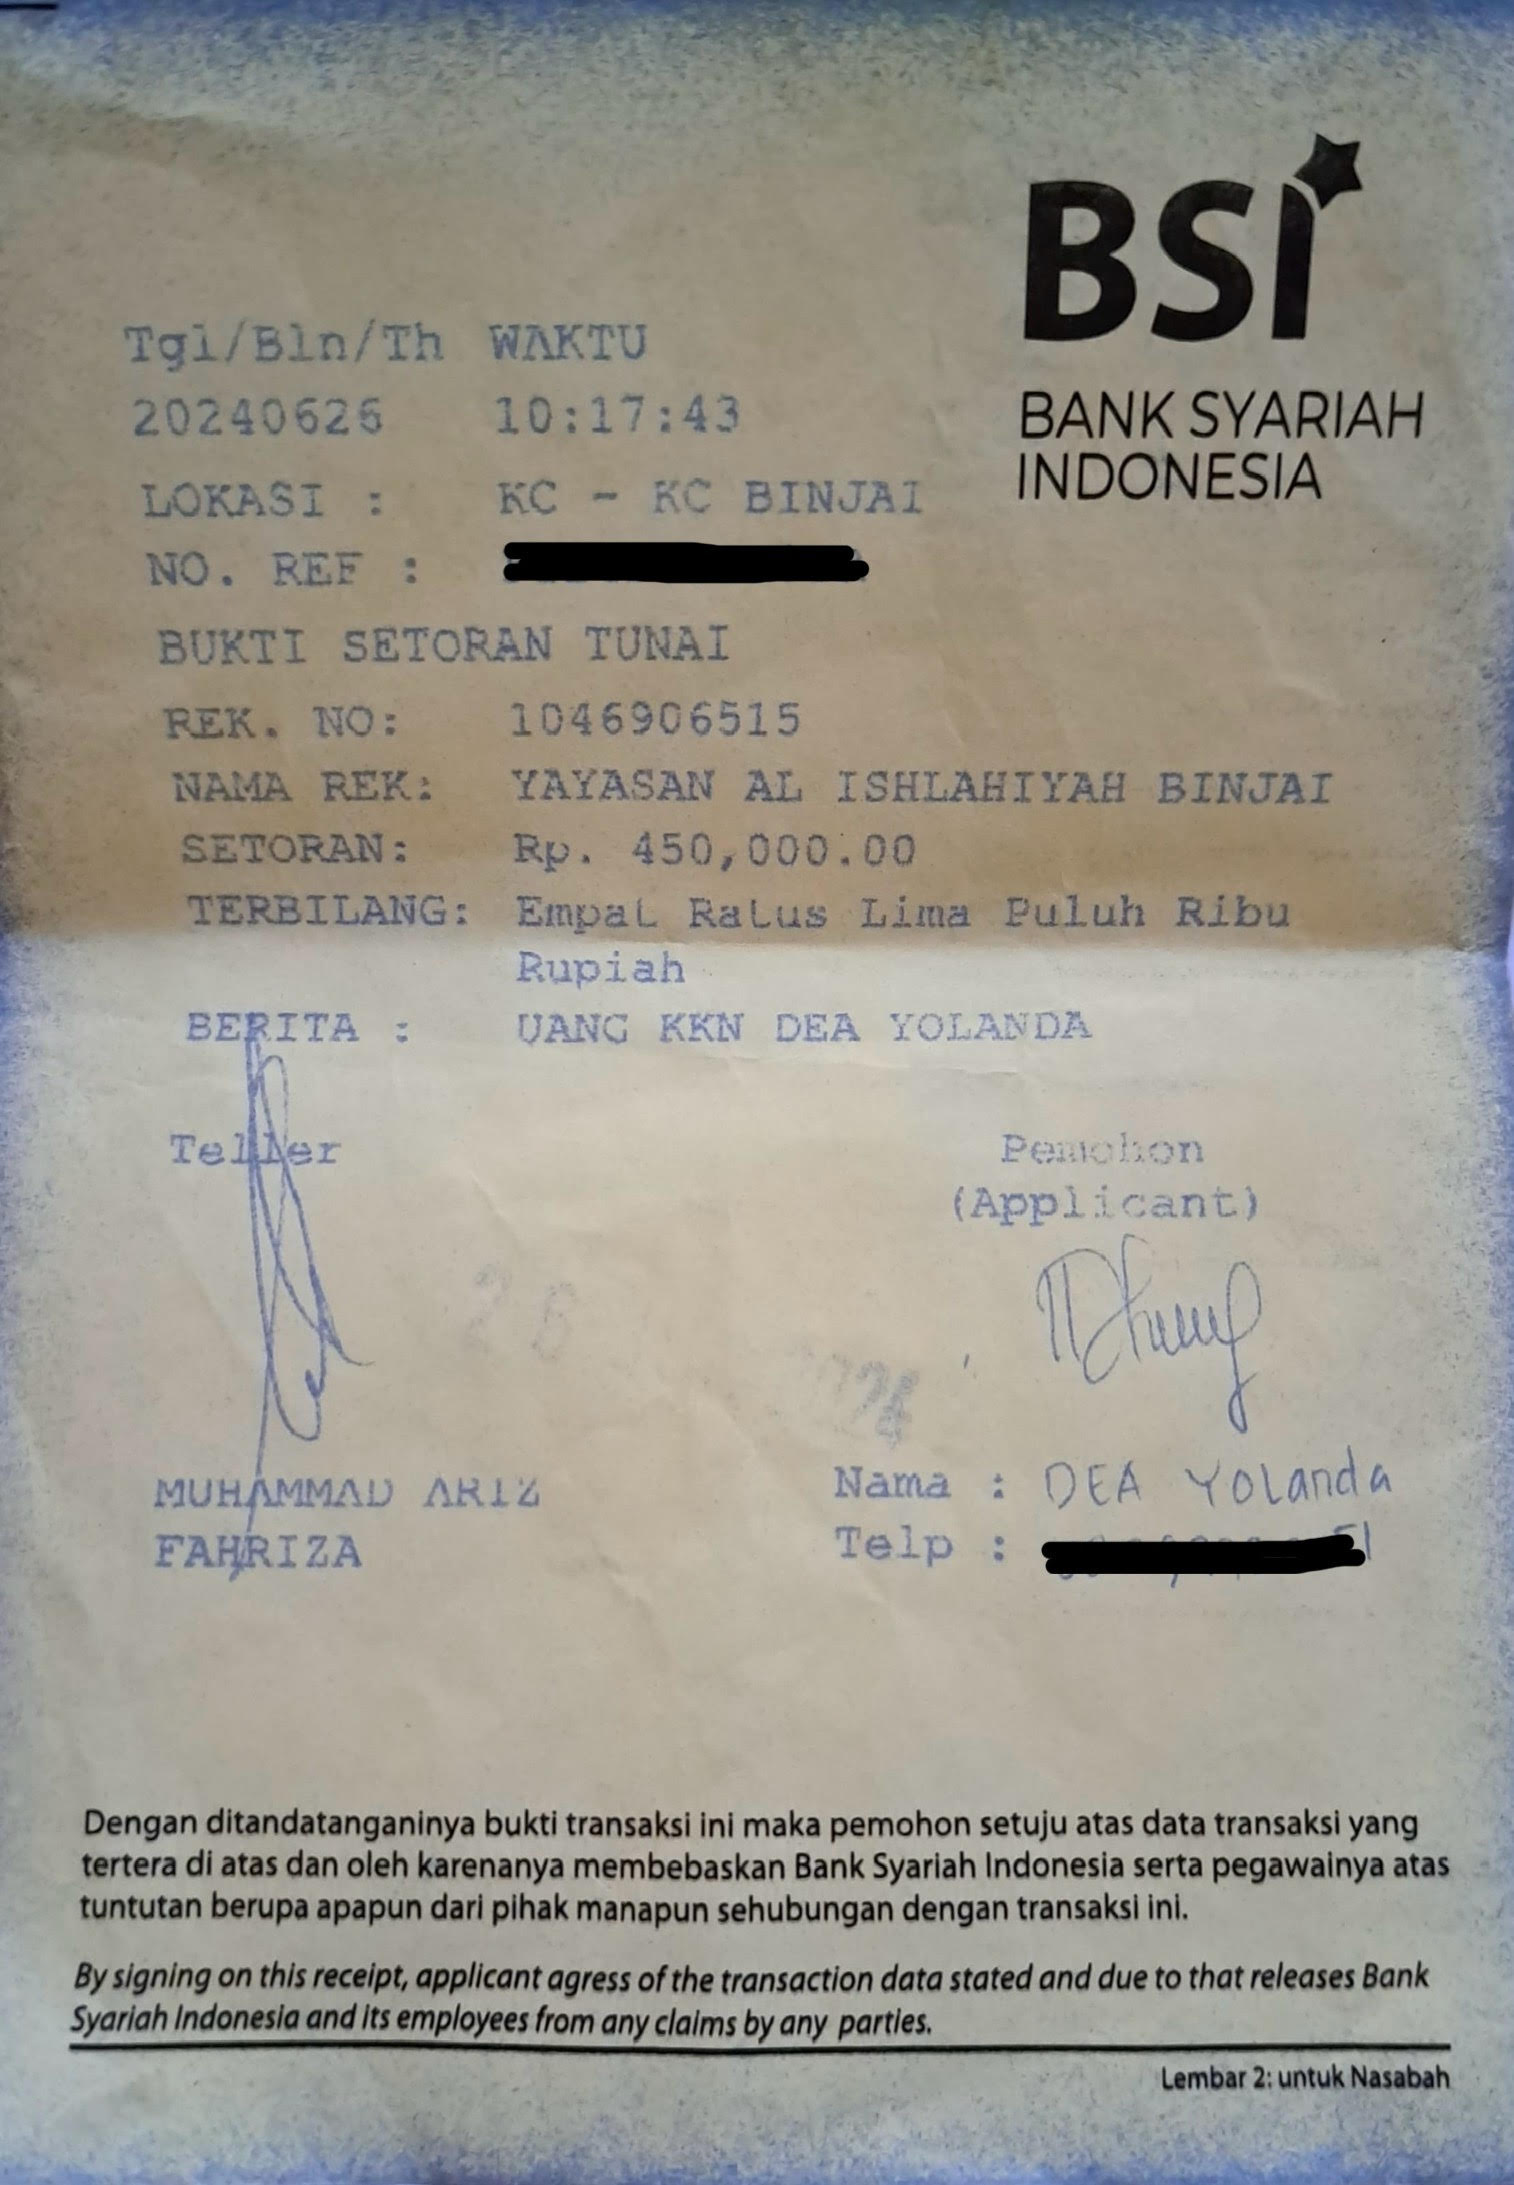 BSI
BANK SYARIAH
INDONESIA
Tgl/Bln/Th WAKTU
20240626 10:17:43
LOKASI : KC - KC BINJAI
NO. REF :
BUKTI SETORAN TUNAI
REK. NO: 1046906515
NAMA REK: YAYASAN AL ISHLAHIYAH BINJAI
SETORAN: Rp. 450,000.00
TERBILANG: Empat Ratus Lima Puluh Ribu
Rupiah
BERITA : UANG KKN DEA YOLANDA
Teller Pemohon
(Applicant)
26
MUHAMMAD ARIZ
FAHRIZA
Nama : DEA YOLanda
Telp :
Dengan ditandatanganinya bukti transaksi ini maka pemohon setuju atas data transaksi yang
tertera di atas dan oleh karenanya membebaskan Bank Syariah Indonesia serta pegawainya atas
tuntutan berupa apapun dari pihak manapun sehubungan dengan transaksi ini.
By signing on this receipt, applicant agress of the transaction data stated and due to that releases Bank
Syariah Indonesia and its employees from any claims by any parties.
Lembar 2: untuk Nasabah